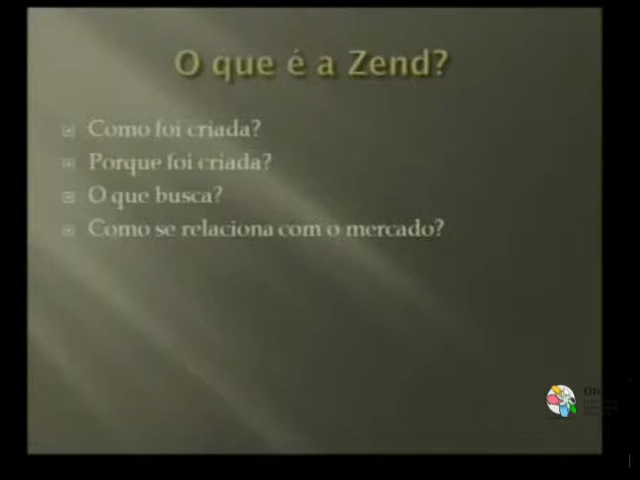 O que é a Zend?
Como foi criada?
Porque foi criada?
O que busca?
Como se relaciona com o mercado?